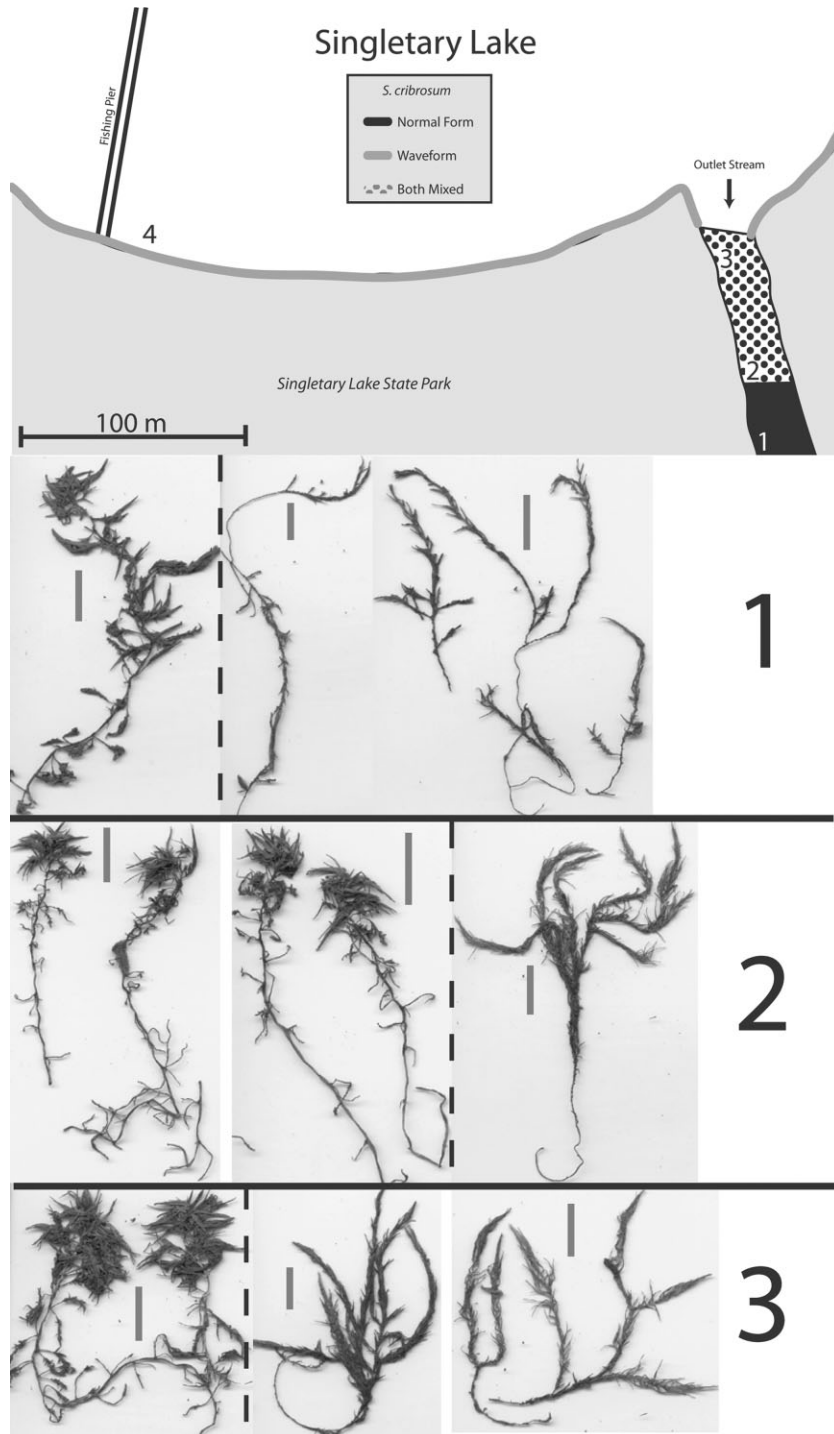 Singletary Lake
Fishing Pier
S. cribrosum
Normal Form
Waveform
Both Mixed
Outlet Stream
4
3
2
1
Singletary Lake State Park
100 m
1
2
3